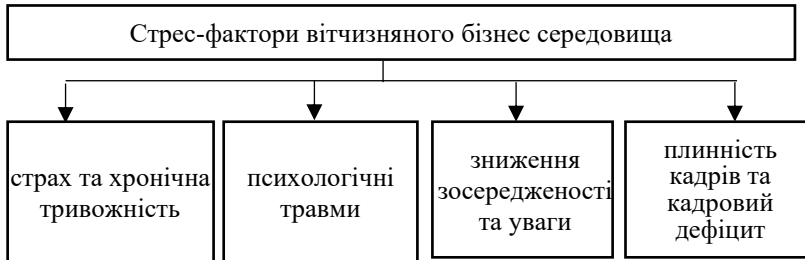 Стрес-фактори вітчизняного бізнес середовища
страх та хронічна
тривожність
психологічні
травми
зниження
зосередженості
та уваги
плинність
кадрів та
кадровий
дефіцит